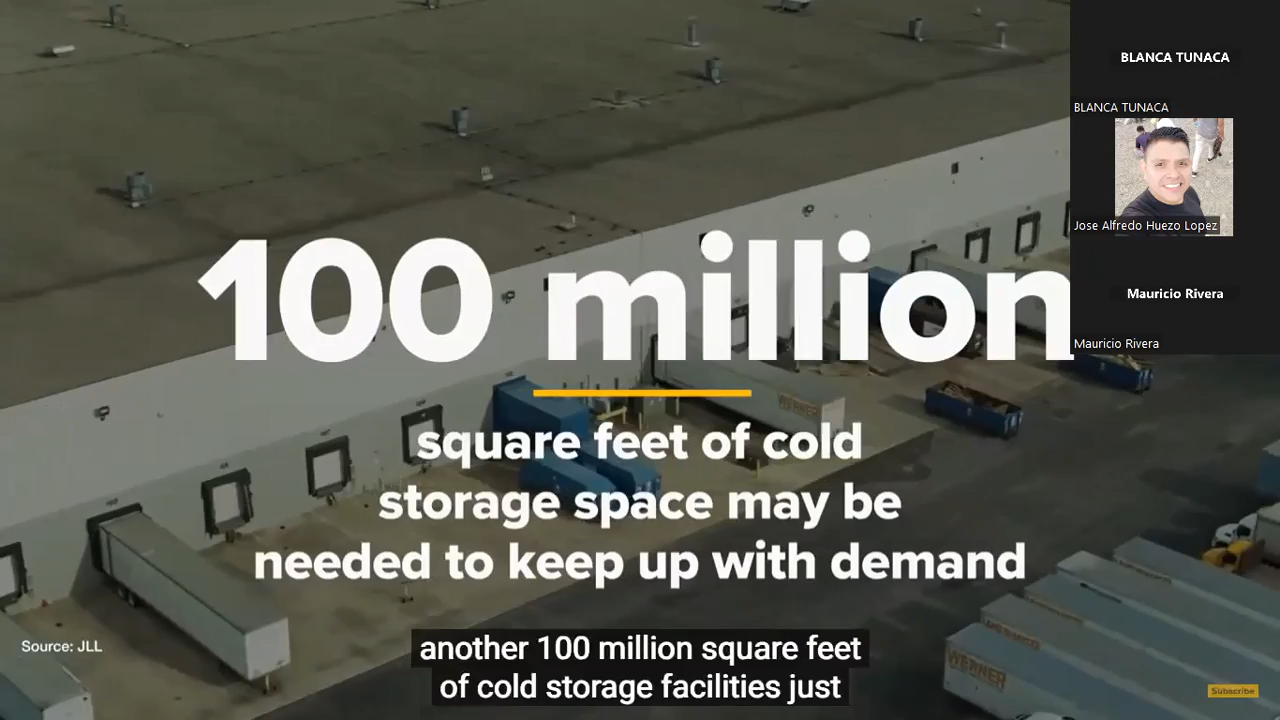 BLANCA TUNACA
BLANCA TUNACA
Jose Alfredo Huezo Lopez
Mauricio Rivera
Mauricio Rivera
100 million
square feet of cold
storage space may be
needed to keep up with demand
WERNER
WERNER
Source: JLL
another 100 million square feet
of cold storage facilities just
Subscribe